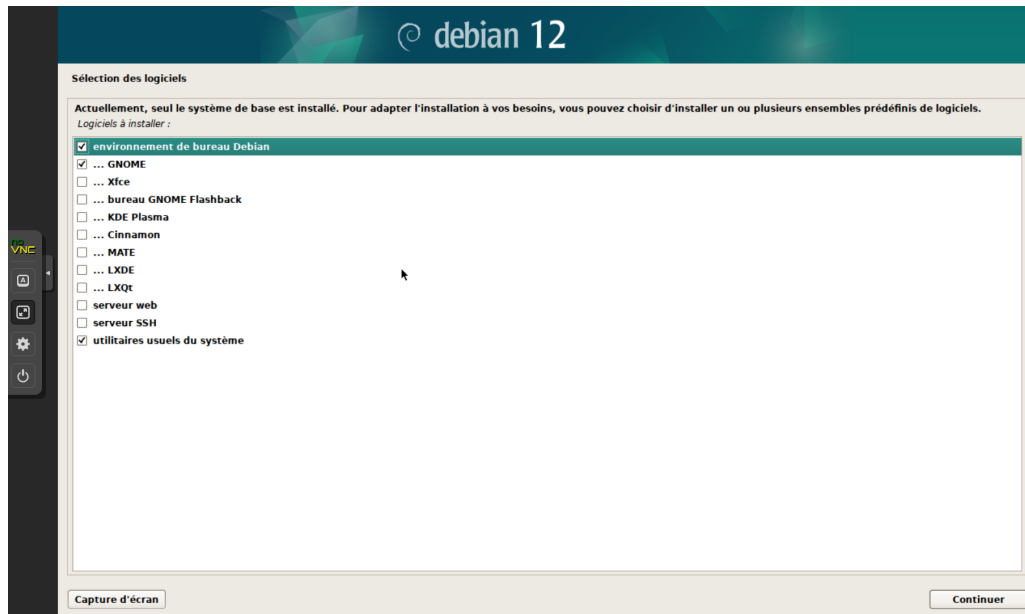 debian 12
Sélection des logiciels
Actuellement, seul le système de base est installé. Pour adapter l'installation à vos besoins, vous pouvez choisir d'installer un ou plusieurs ensembles prédéfinis de logiciels.
Logiciels à installer :
environnement de bureau Debian
... GNOME
... Xfce
... bureau GNOME Flashback
... KDE Plasma
... Cinnamon
... MATE
... LXDE
... LXQt
serveur web
serveur SSH
utilitaires usuels du système
no
VNC
A
Capture d'écran
Continuer